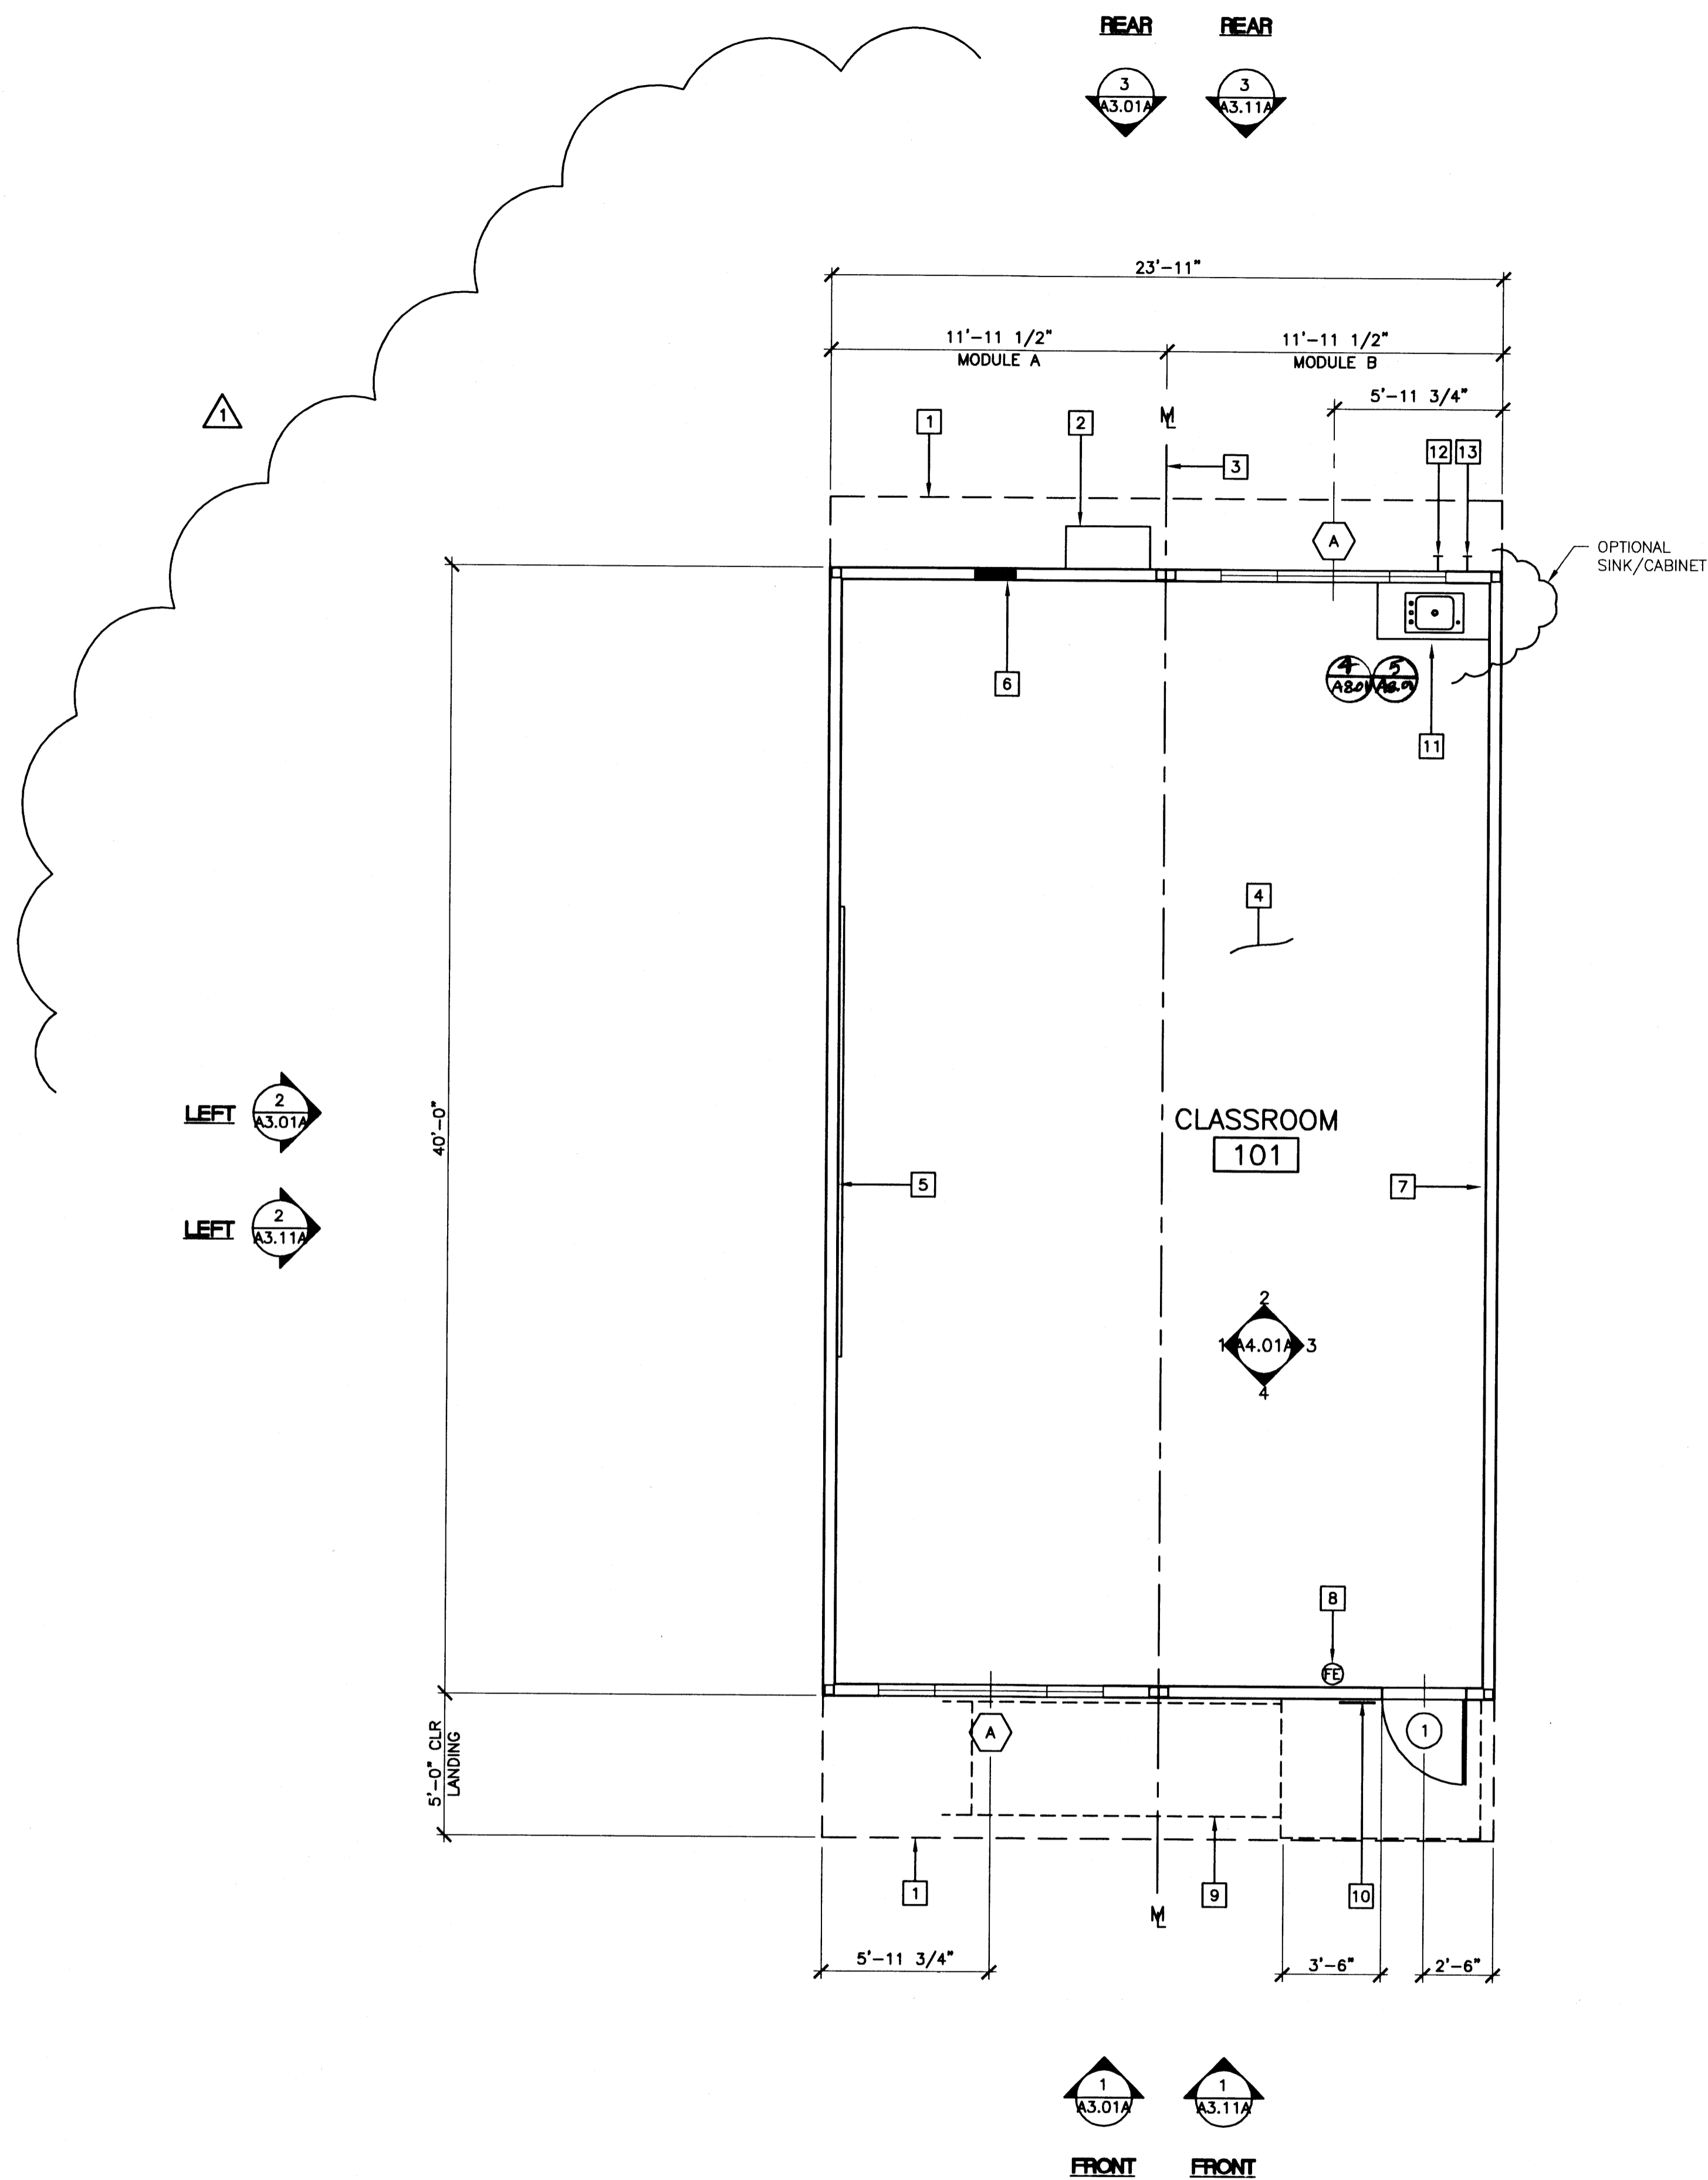 REAR REAR
3 3
A3.01A A3.11A
23'-11"
11'-11 1/2" 11'-11 1/2"
MODULE A MODULE B
5'-11 3/4"
1
1 2 ML
3 12 13
A
OPTIONAL
SINK/CABINET
6
4 5
A8.01
11
4
LEFT 2
A3.01A
40'-0"
CLASSROOM
101
5 7
LEFT 2
A3.11A
2
1 A4.01A 3
4
8
FE
5'-0" CLR
LANDING
A 1
1 9 10
ML
5'-11 3/4" 3'-6" 2'-6"
1 1
A3.01A A3.11A
FRONT FRONT